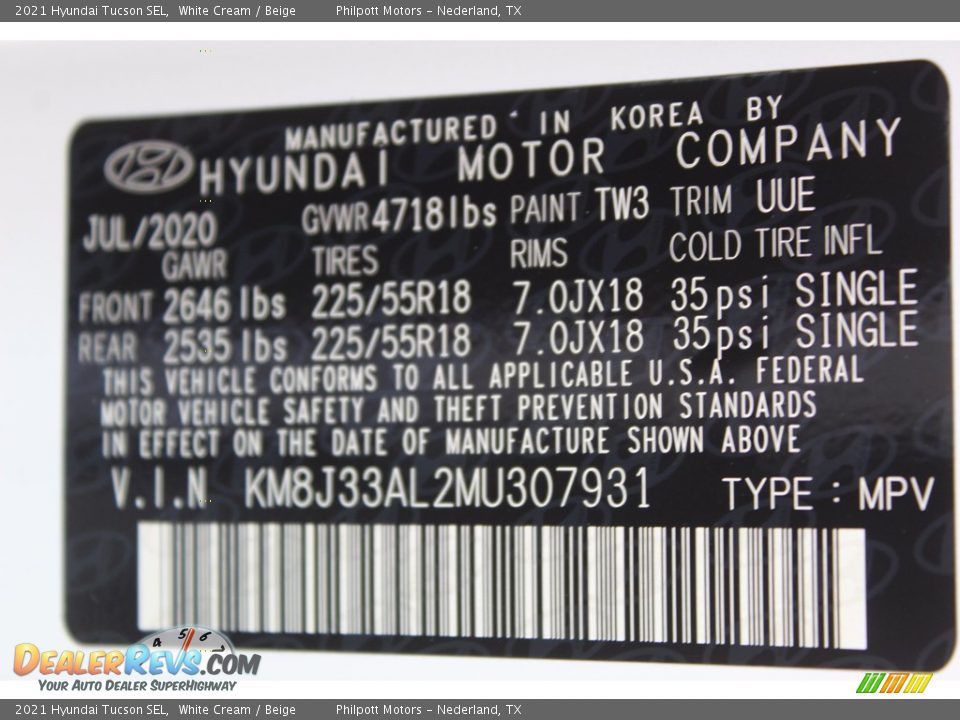 2021 Hyundai Tucson SEL, White Cream / Beige Philpott Motors - Nederland, TX
MANUFACTURED IN KOREA BY
HYUNDAI MOTOR COMPANY
JUL/2020 GVWR 4718lbs PAINT TW3 TRIM UUE
GAWR TIRES RIMS COLD TIRE INFL
FRONT 2646 lbs 225/55R18 7.0JX18 35psi SINGLE
REAR 2535 lbs 225/55R18 7.0JX18 35psi SINGLE
THIS VEHICLE CONFORMS TO ALL APPLICABLE U.S.A. FEDERAL
MOTOR VEHICLE SAFETY AND THEFT PREVENTION STANDARDS
IN EFFECT ON THE DATE OF MANUFACTURE SHOWN ABOVE
V.I.N KM8J33AL2MU307931 TYPE : MPV
4 5 6
DEALERREVS.COM
YOUR AUTO DEALER SUPERHIGHWAY
2021 Hyundai Tucson SEL, White Cream / Beige Philpott Motors - Nederland, TX